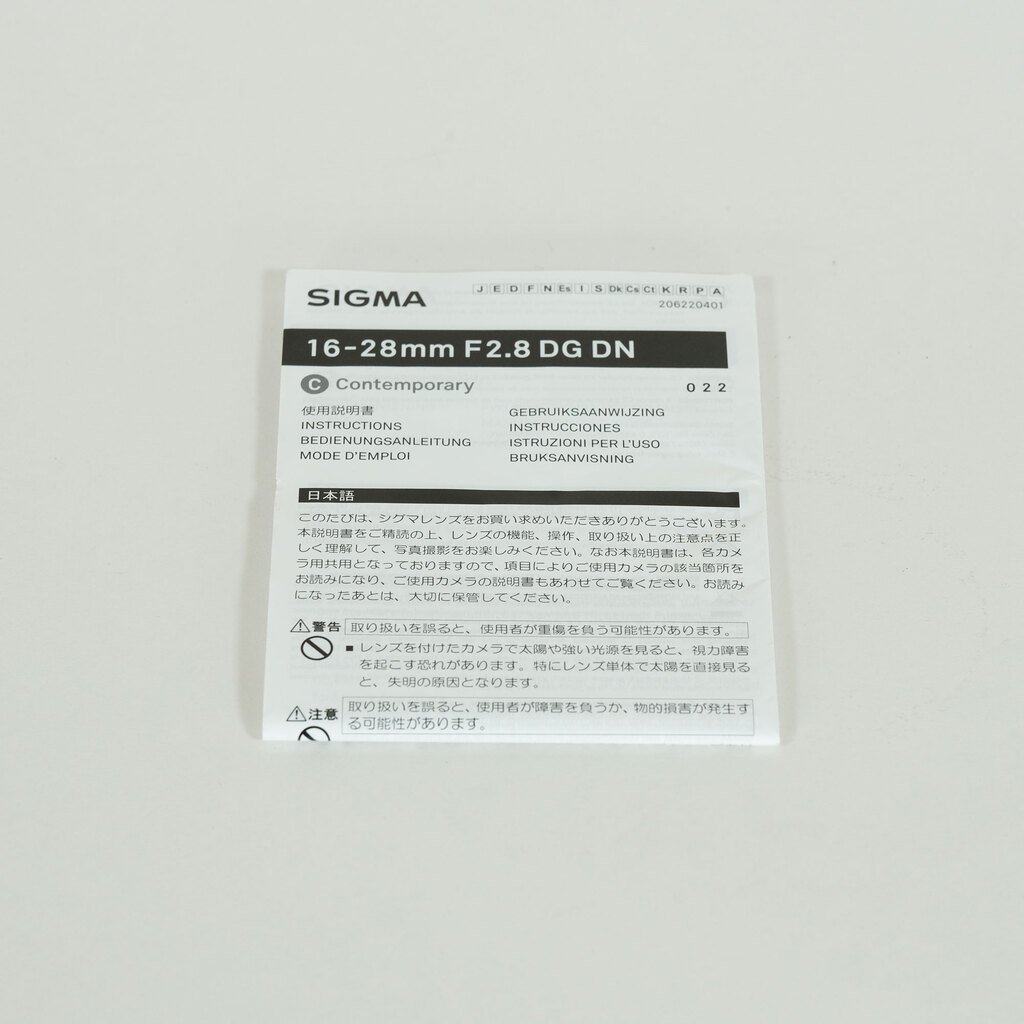 SIGMA
J E D F N Es I S Dk Cs Ct K R P A
206220401
16-28mm F2.8 DG DN
C Contemporary
022
使用説明書
INSTRUCTIONS
BEDIENUNGSANLEITUNG
MODE D'EMPLOI
GEBRUIKSAANWIJZING
INSTRUCCIONES
ISTRUZIONI PER L'USO
BRUKSANVISNING
日本語
このたびは、シグマレンズをお買い求めいただきありがとうございます。
本説明書をご精読の上、レンズの機能、操作、取り扱い上の注意点を正
しく理解して、写真撮影をお楽しみください。なお本説明書は、各カメ
ラ用共用となっておりますので、項目によりご使用カメラの該当箇所を
お読みになり、ご使用カメラの説明書もあわせてご覧ください。お読み
になったあとは、大切に保管してください。
警告 取り扱いを誤ると、使用者が重傷を負う可能性があります。
■ レンズを付けたカメラで太陽や強い光源を見ると、視力障害
を起こす恐れがあります。特にレンズ単体で太陽を直接見る
と、失明の原因となります。
注意 取り扱いを誤ると、使用者が障害を負うか、物的損害が発生す
る可能性があります。